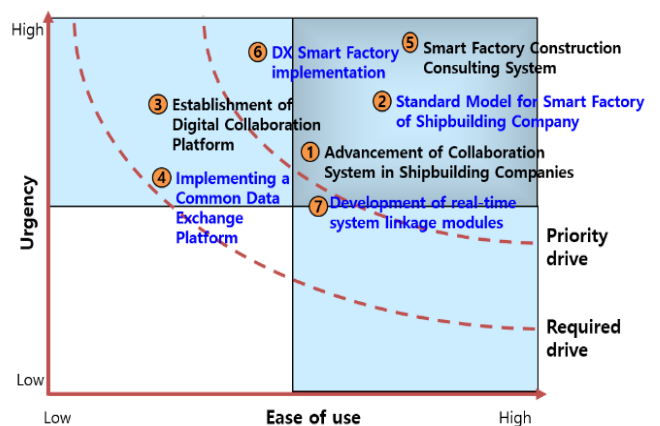 High
6 DX Smart Factory
implementation
5 Smart Factory Construction
Consulting System
3 Establishment of
Digital Collaboration
Platform
2 Standard Model for Smart Factory
of Shipbuilding Company
1 Advancement of Collaboration
System in Shipbuilding Companies
4 Implementing a
Common Data
Exchange
Platform
7 Development of real-time
system linkage modules
Urgency
Priority
drive
Required
drive
Low
Low
Ease of use
High